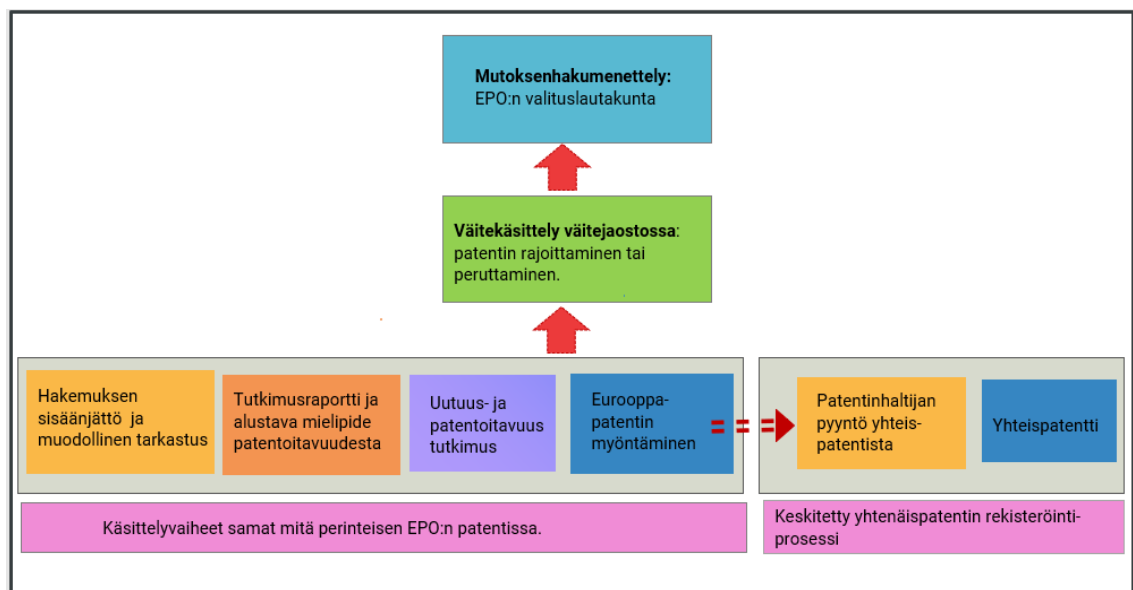 Mutoksenhakumenettely:
EPO:n valituslautakunta
Väitekäsittely väitejaostossa:
patentin rajoittaminen tai
peruttaminen.
Hakemuksen
sisäänjättö ja
muodollinen tarkastus
Tutkimusraportti ja
alustava mielipide
patentoitavuudesta
Uutuus- ja
patentoitavuus
tutkimus
Eurooppa-
patentin
myöntäminen
Patentinhaltijan
pyyntö yhteis-
patentista
Yhteispatentti
Käsittelyvaiheet samat mitä perinteisen EPO:n patentissa.
Keskitetty yhtenäispatentin rekisteröinti-
prosessi